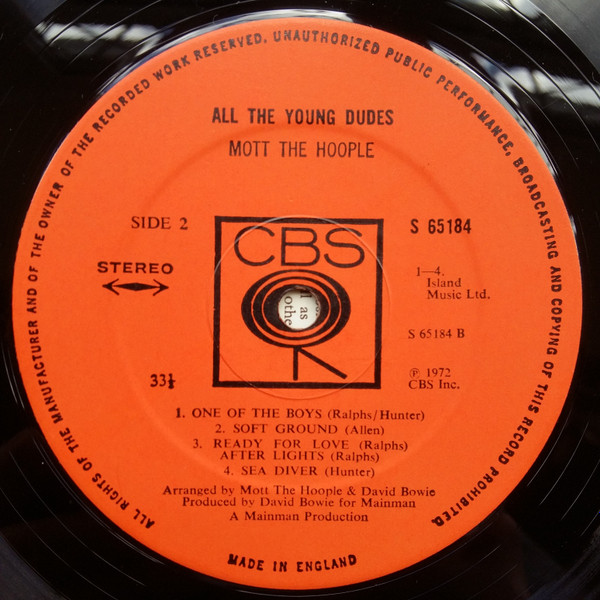 ALL RIGHTS OF THE MANUFACTURER AND OF THE OWNER OF THE RECORDED WORK RESERVED. UNAUTHORIZED PUBLIC PERFORMANCE, BROADCASTING AND COPYING OF THIS RECORD PROHIBITED.
ALL THE YOUNG DUDES
MOTT THE HOOPLE
SIDE 2
S 65184
CBS
STEREO
1—4.
Island
Music Ltd.
as
othe
S 65184 B
33⅓
℗ 1972
CBS Inc.
1. ONE OF THE BOYS (Ralphs/Hunter)
2. SOFT GROUND (Allen)
3. READY FOR LOVE (Ralphs)
AFTER LIGHTS (Ralphs)
4. SEA DIVER (Hunter)
Arranged by Mott The Hoople & David Bowie
Produced by David Bowie for Mainman
A Mainman Production
MADE IN ENGLAND